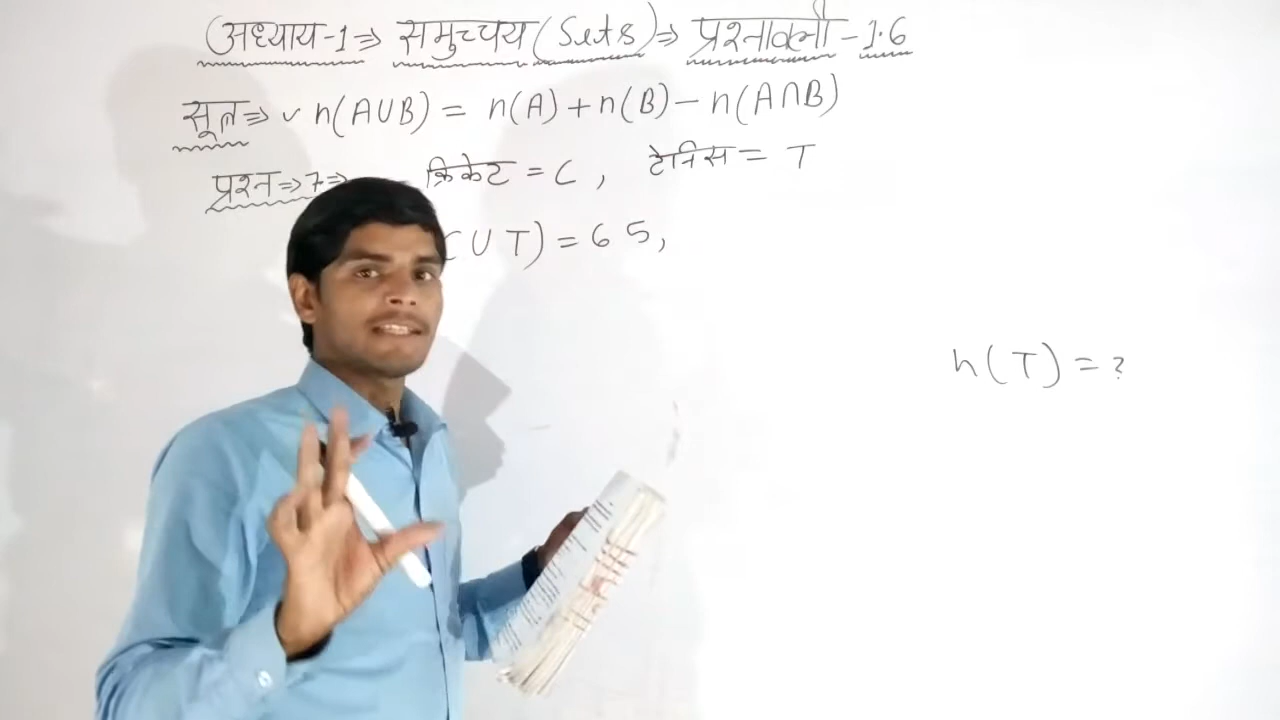 (अध्याय-1⇒ समुच्चय (Sets)⇒ प्रश्नावली - 1.6
सूत्र⇒ ✓ n(A∪B) = n(A) + n(B) - n(A∩B)
प्रश्न⇒7⇒ क्रिकेट = C, टेनिस = T
C∪T) = 65,
n(T) = ?